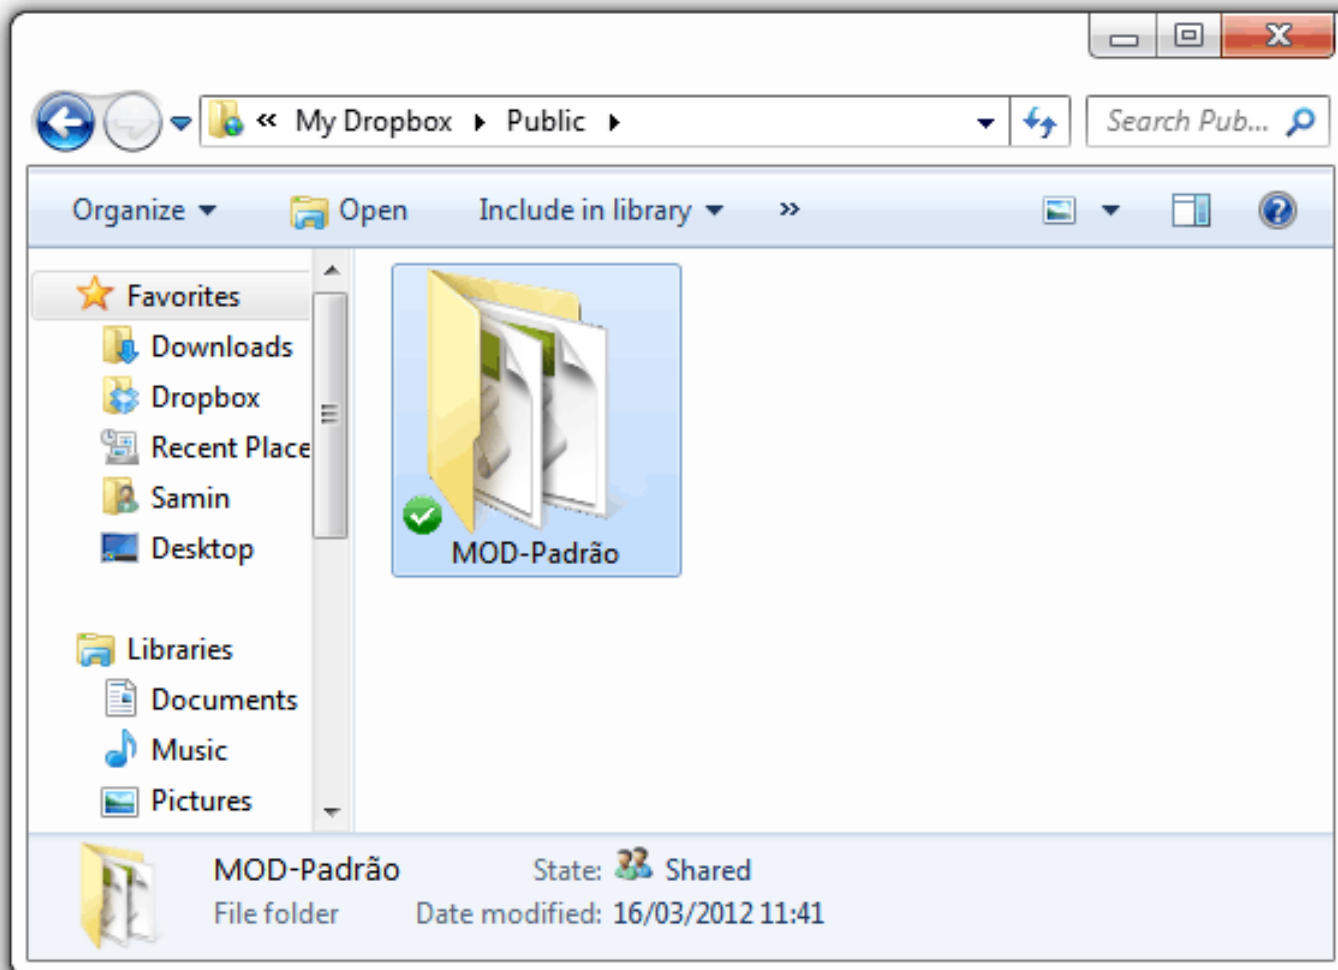 « My Dropbox ▸ Public ▸
Search Pub...
Organize Open Include in library »
Favorites
Downloads
Dropbox
Recent Place
Samin
Desktop
Libraries
Documents
Music
Pictures
MOD-Padrão
MOD-Padrão State: Shared
File folder Date modified: 16/03/2012 11:41